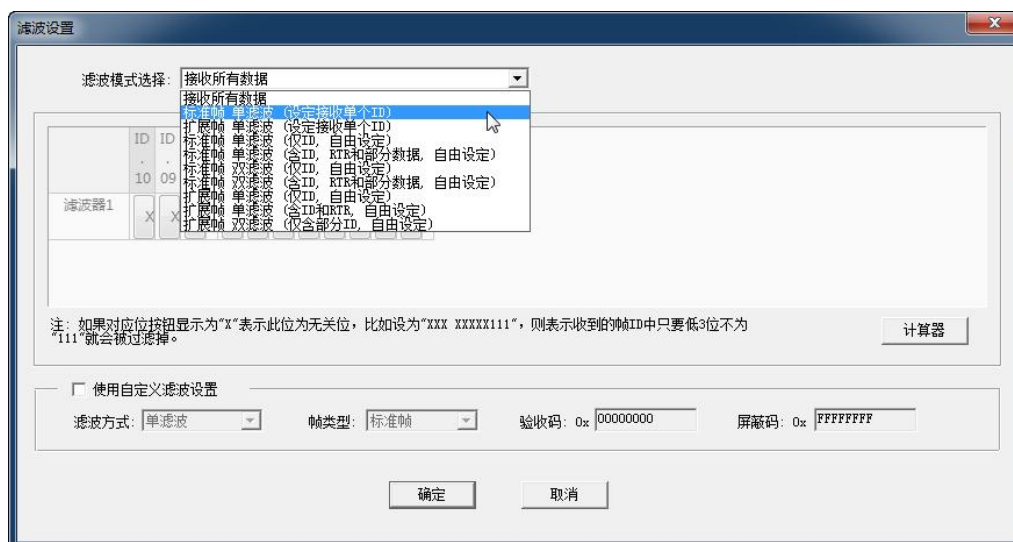 滤波设置
滤波模式选择: 接收所有数据
接收所有数据
标准帧 单滤波 (设定接收单个ID)
扩展帧 单滤波 (设定接收单个ID)
标准帧 单滤波 (仅ID, 自由设定)
标准帧 单滤波 (含ID, RTR和部分数据, 自由设定)
标准帧 双滤波 (仅ID, 自由设定)
标准帧 双滤波 (含ID, RTR和部分数据, 自由设定)
扩展帧 单滤波 (仅ID, 自由设定)
扩展帧 单滤波 (含ID和RTR, 自由设定)
扩展帧 双滤波 (仅含部分ID, 自由设定)
ID ID
. .
10 09
滤波器1 X X
注: 如果对应位按钮显示为"X"表示此位为无关位，比如设为"XXX XXXXX111"，则表示收到的帧ID中只要低3位不为
"111"就会被过滤掉。
计算器
使用自定义滤波设置
滤波方式: 单滤波 帧类型: 标准帧 验收码: 0x 00000000 屏蔽码: 0x FFFFFFFF
确定 取消